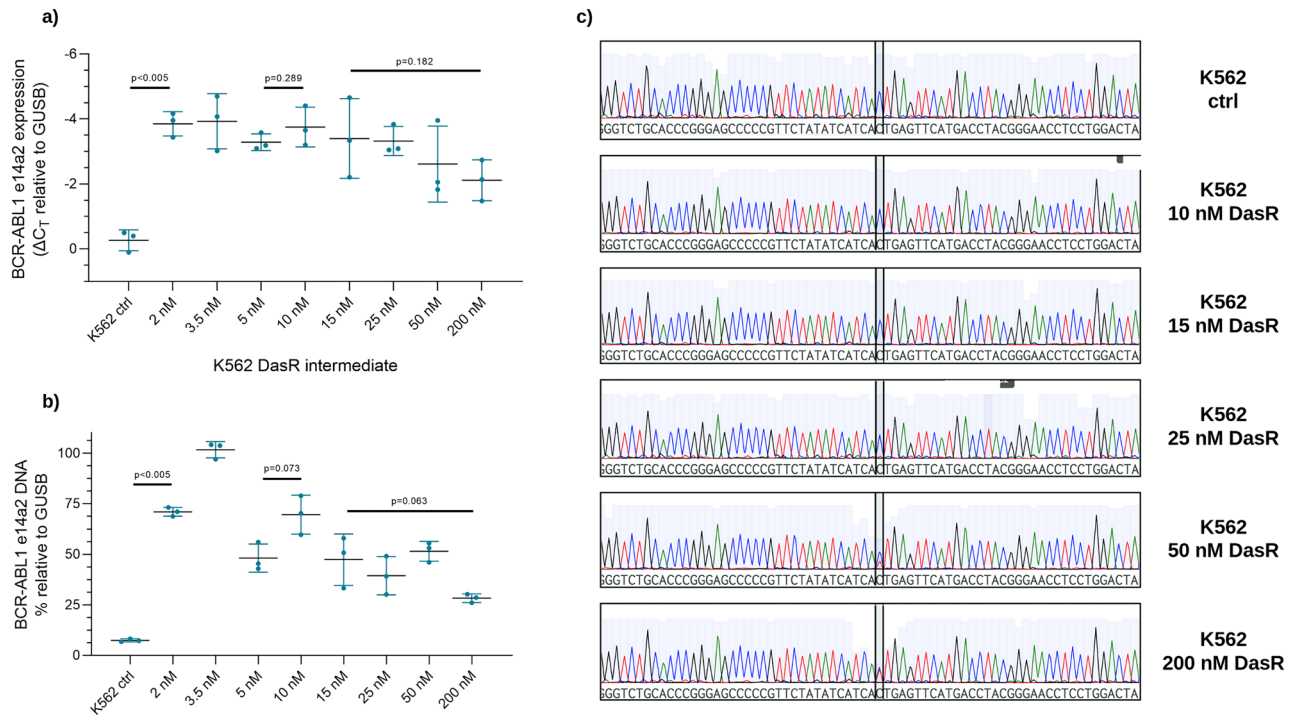 a)
BCR-ABL1 e14a2 expression
(ΔCT relative to GUSB)
-6
-4
-2
0
p<0.005
p=0.289
p=0.182
K562 ctrl
2 nM
3.5 nM
5 nM
10 nM
15 nM
25 nM
50 nM
200 nM
K562 DasR intermediate
b)
BCR-ABL1 e14a2 DNA
% relative to GUSB
100
75
50
25
0
p<0.005
p=0.073
p=0.063
K562 ctrl
2 nM
3.5 nM
5 nM
10 nM
15 nM
25 nM
50 nM
200 nM
c)
GGGTCTGCACCCGGGAGCCCCCGTTCTATATCATCACTGAGTTCATGACCTACGGGAACCTCCTGGACTA
K562
ctrl
GGGTCTGCACCCGGGAGCCCCCGTTCTATATCATCACTGAGTTCATGACCTACGGGAACCTCCTGGACTA
K562
10 nM DasR
GGGTCTGCACCCGGGAGCCCCCGTTCTATATCATCACTGAGTTCATGACCTACGGGAACCTCCTGGACTA
K562
15 nM DasR
GGGTCTGCACCCGGGAGCCCCCGTTCTATATCATCACTGAGTTCATGACCTACGGGAACCTCCTGGACTA
K562
25 nM DasR
GGGTCTGCACCCGGGAGCCCCCGTTCTATATCATCACTGAGTTCATGACCTACGGGAACCTCCTGGACTA
K562
50 nM DasR
GGGTCTGCACCCGGGAGCCCCCGTTCTATATCATCACTGAGTTCATGACCTACGGGAACCTCCTGGACTA
K562
200 nM DasR